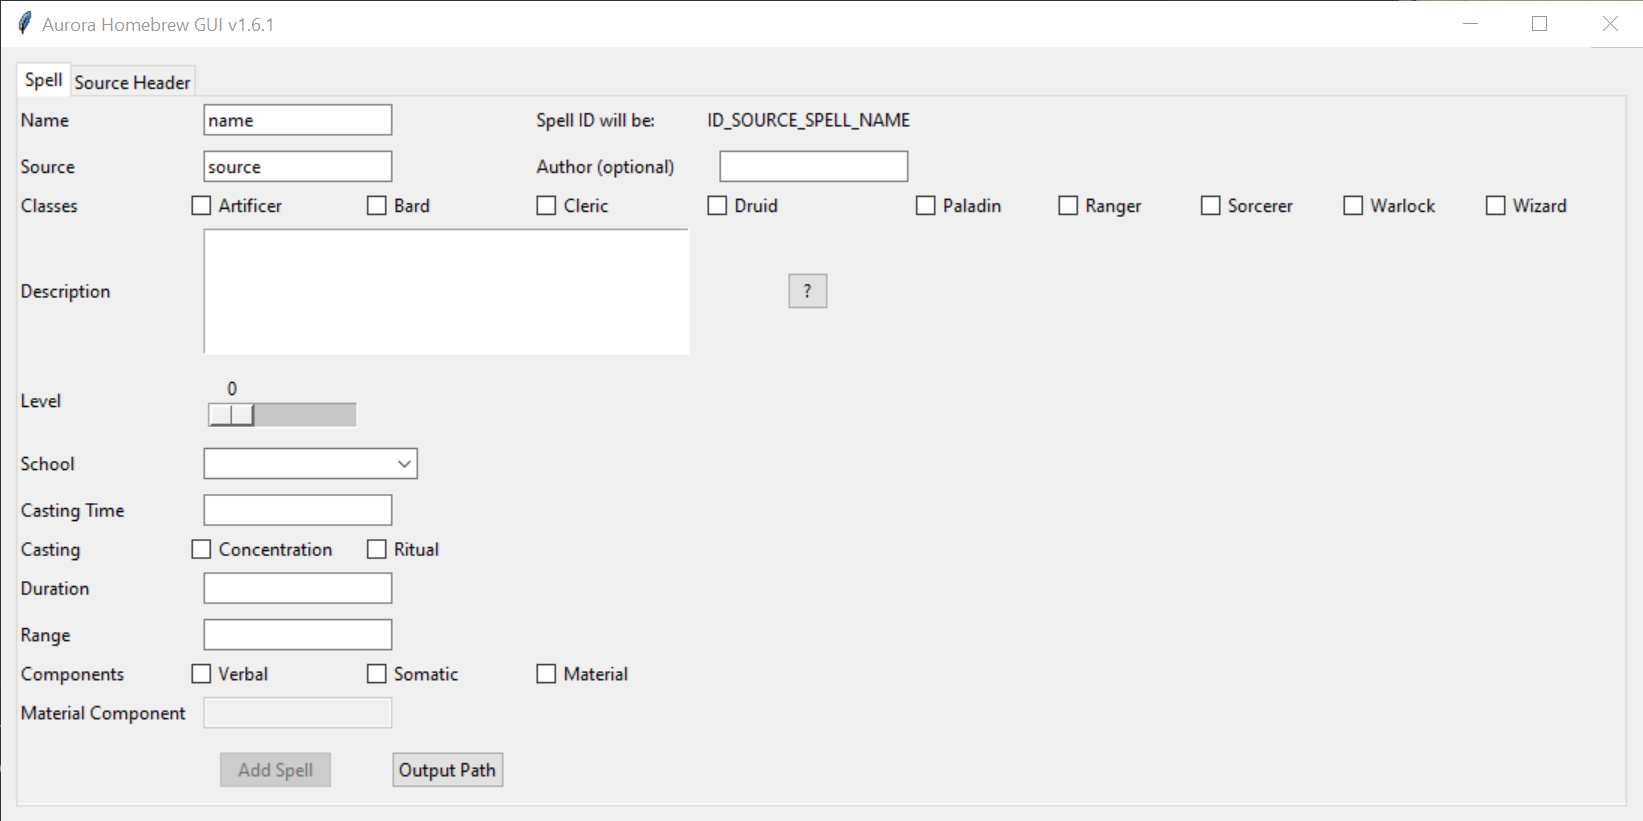 Aurora Homebrew GUI v1.6.1
Spell Source Header
Name name Spell ID will be: ID_SOURCE_SPELL_NAME
Source source Author (optional)
Classes Artificer Bard Cleric Druid Paladin Ranger Sorcerer Warlock Wizard
Description ?
0
Level
School
Casting Time
Casting Concentration Ritual
Duration
Range
Components Verbal Somatic Material
Material Component
Add Spell Output Path